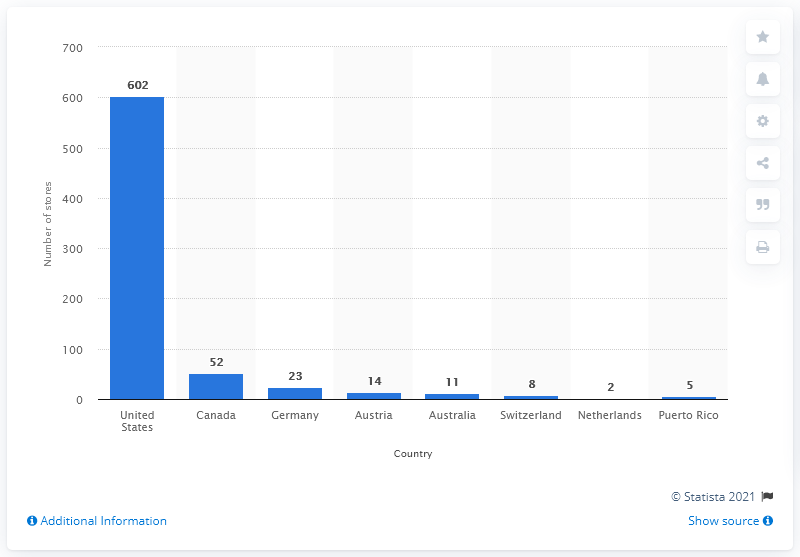 700
600
500
400
300
200
100
0
Number of stores
602
52
23
14
11
8
2
5
United
States
Canada
Germany
Austria
Australia
Switzerland
Netherlands
Puerto Rico
Country
© Statista 2021
Additional Information
Show source